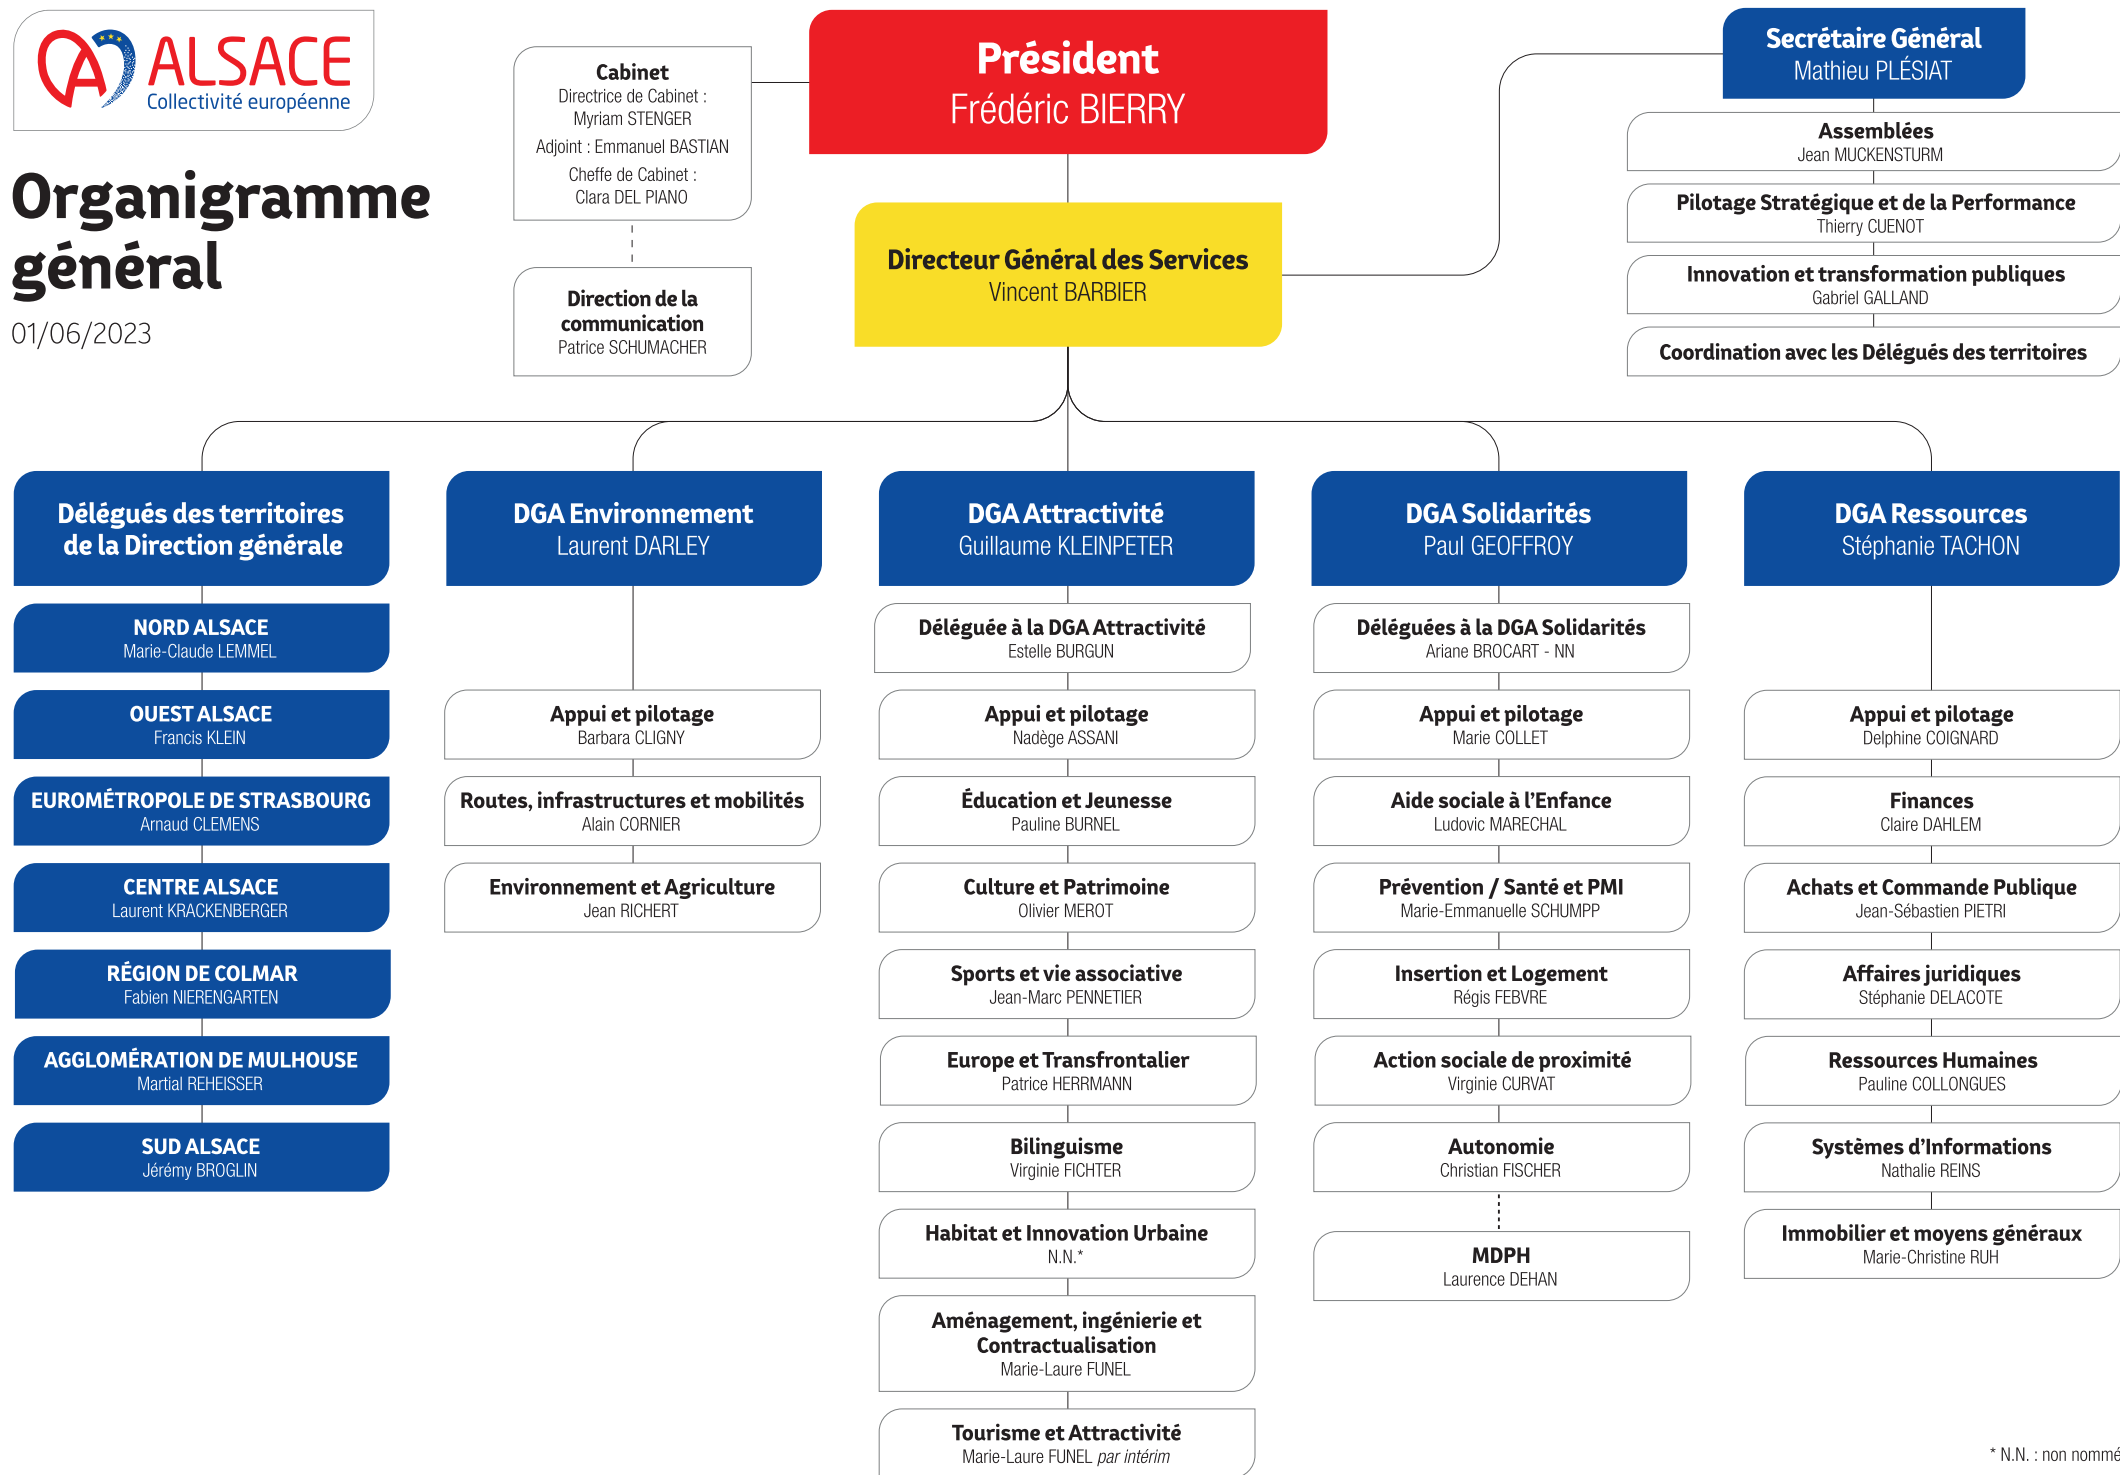 ALSACE
Collectivité européenne
Organigramme
général
01/06/2023
Cabinet
Directrice de Cabinet :
Myriam STENGER
Adjoint : Emmanuel BASTIAN
Cheffe de Cabinet :
Clara DEL PIANO
Direction de la
communication
Patrice SCHUMACHER
Président
Frédéric BIERRY
Directeur Général des Services
Vincent BARBIER
Secrétaire Général
Mathieu PLÉSIAT
Assemblées
Jean MUCKENSTURM
Pilotage Stratégique et de la Performance
Thierry CUENOT
Innovation et transformation publiques
Gabriel GALLAND
Coordination avec les Délégués des territoires
Délégués des territoires
de la Direction générale
NORD ALSACE
Marie-Claude LEMMEL
OUEST ALSACE
Francis KLEIN
EUROMÉTROPOLE DE STRASBOURG
Arnaud CLEMENS
CENTRE ALSACE
Laurent KRACKENBERGER
RÉGION DE COLMAR
Fabien NIERENGARTEN
AGGLOMÉRATION DE MULHOUSE
Martial REHEISSER
SUD ALSACE
Jérémy BROGLIN
DGA Environnement
Laurent DARLEY
Appui et pilotage
Barbara CLIGNY
Routes, infrastructures et mobilités
Alain CORNIER
Environnement et Agriculture
Jean RICHERT
DGA Attractivité
Guillaume KLEINPETER
Déléguée à la DGA Attractivité
Estelle BURGUN
Appui et pilotage
Nadège ASSANI
Éducation et Jeunesse
Pauline BURNEL
Culture et Patrimoine
Olivier MEROT
Sports et vie associative
Jean-Marc PENNETIER
Europe et Transfrontalier
Patrice HERRMANN
Bilinguisme
Virginie FICHTER
Habitat et Innovation Urbaine
N.N.*
Aménagement, ingénierie et
Contractualisation
Marie-Laure FUNEL
Tourisme et Attractivité
Marie-Laure FUNEL par intérim
DGA Solidarités
Paul GEOFFROY
Déléguées à la DGA Solidarités
Ariane BROCART - NN
Appui et pilotage
Marie COLLET
Aide sociale à l'Enfance
Ludovic MARECHAL
Prévention / Santé et PMI
Marie-Emmanuelle SCHUMPP
Insertion et Logement
Régis FEBVRE
Action sociale de proximité
Virginie CURVAT
Autonomie
Christian FISCHER
MDPH
Laurence DEHAN
DGA Ressources
Stéphanie TACHON
Appui et pilotage
Delphine COIGNARD
Finances
Claire DAHLEM
Achats et Commande Publique
Jean-Sébastien PIETRI
Affaires juridiques
Stéphanie DELACOTE
Ressources Humaines
Pauline COLLONGUES
Systèmes d'Informations
Nathalie REINS
Immobilier et moyens généraux
Marie-Christine RUH
* N.N. : non nommé